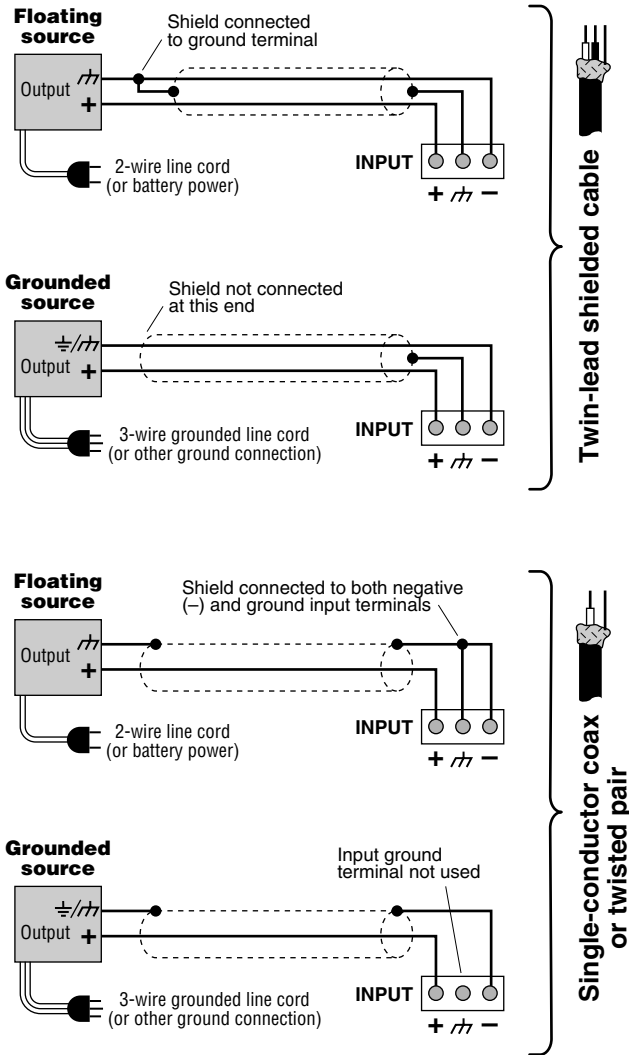 Floating
source
Shield connected
to ground terminal
Output
+
2-wire line cord
(or battery power)
INPUT
+ –
Grounded
source
Shield not connected
at this end
Output +
3-wire grounded line cord
(or other ground connection)
INPUT
+ –
Twin-lead shielded cable
Floating
source
Shield connected to both negative
(–) and ground input terminals
Output
+
2-wire line cord
(or battery power)
INPUT
+ –
Grounded
source
Input ground
terminal not used
Output +
3-wire grounded line cord
(or other ground connection)
INPUT
+ –
Single-conductor coax
or twisted pair